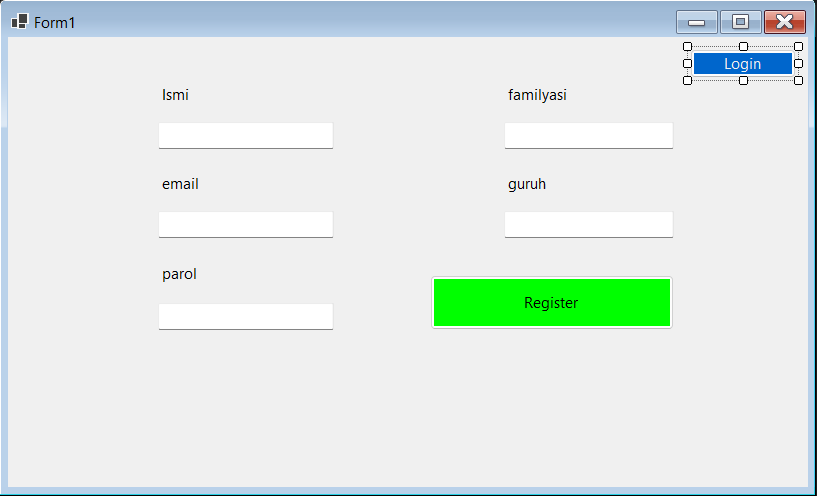 Form1
Login
Ismi
familyasi
email
guruh
parol
Register